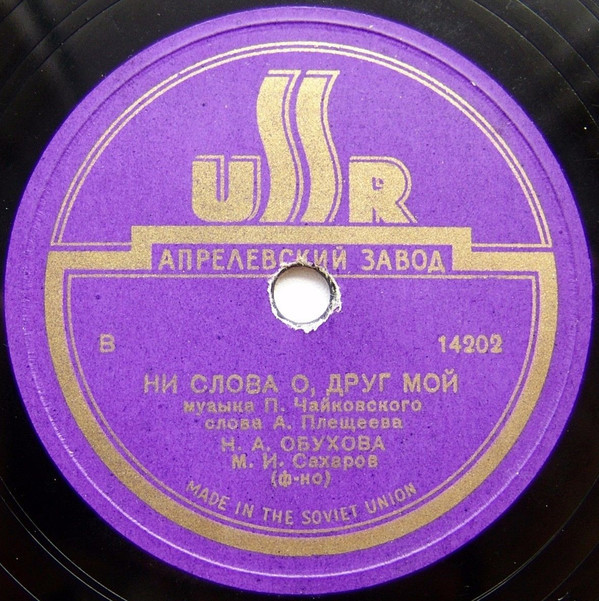 USSR
АПРЕЛЕВСКИЙ ЗАВОД
В 14202
НИ СЛОВА О, ДРУГ МОЙ
музыка П. Чайковского
слова А. Плещеева
Н. А. ОБУХОВА
М. И. Сахаров
(ф-но)
MADE IN THE SOVIET UNION